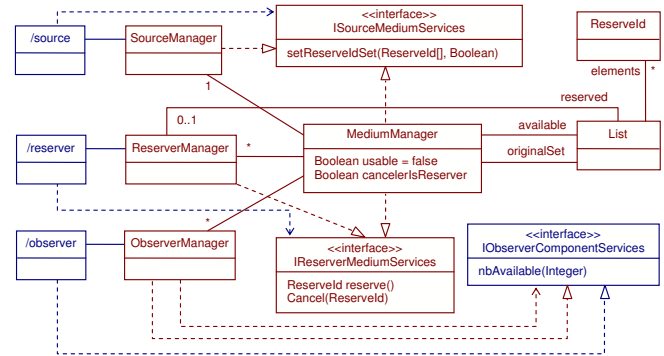 <<interface>>
ISourceMediumServices
setReserveIdSet(ReserveId[], Boolean)
ReserveId
/source
SourceManager
elements
*
1
reserved
0..1
/reserver
ReserverManager
*
MediumManager
Boolean usable = false
Boolean cancelerIsReserver
available
originalSet
List
*
/observer
ObserverManager
<<interface>>
IReserverMediumServices
ReserveId reserve()
Cancel(ReserveId)
<<interface>>
IObserverComponentServices
nbAvailable(Integer)